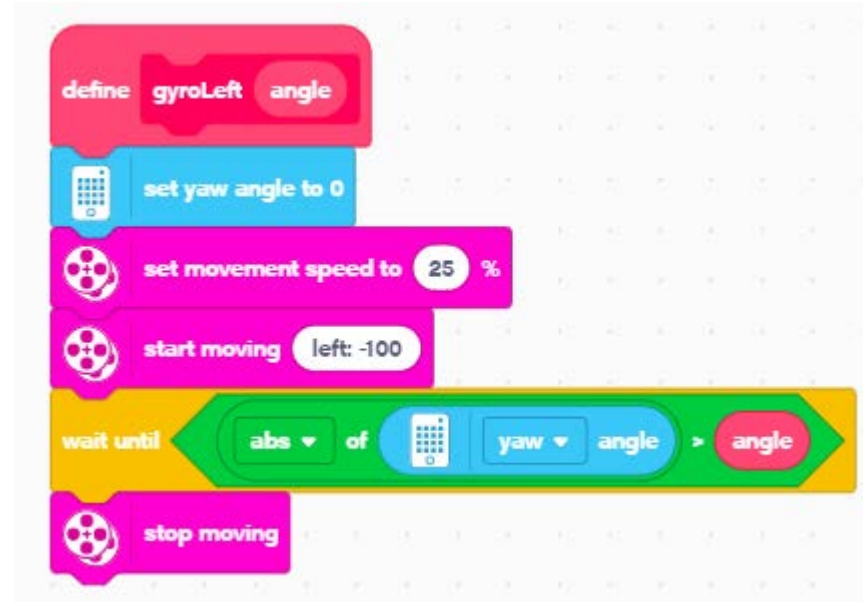 define gyroLeft angle
set yaw angle to 0
set movement speed to 25 %
start moving left: -100
wait until abs of yaw angle > angle
stop moving